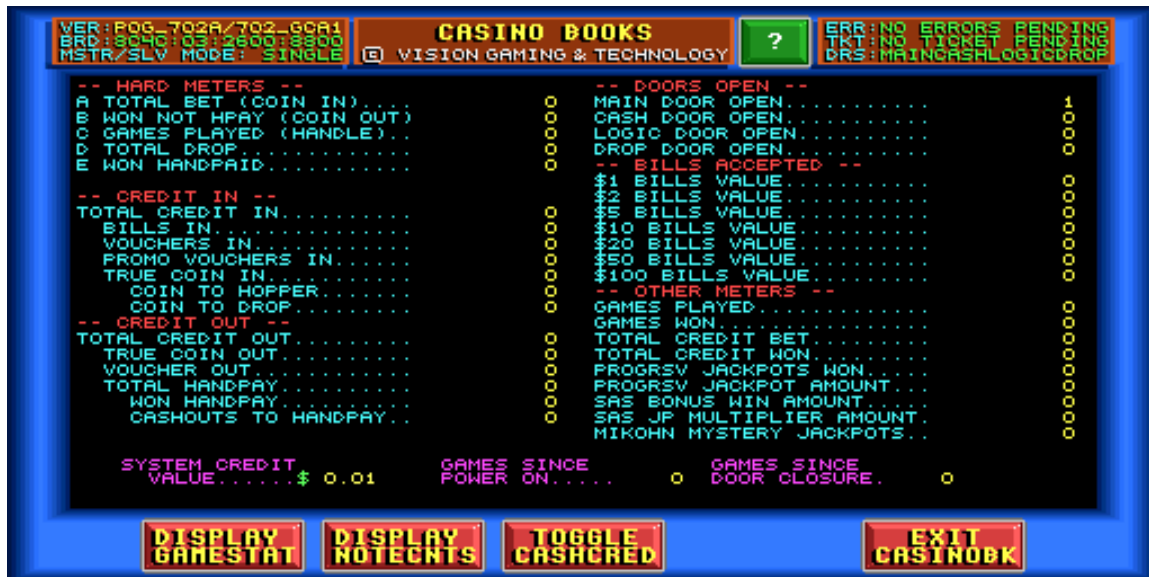 VER:POG_702A/702_GCA1
BRD:8C4C:03:2600:8800
MSTR/SLV MODE: SINGLE
CASINO BOOKS
C VISION GAMING & TECHNOLOGY
?
ERR:NO ERRORS PENDING
TKT:NO TICKET PENDING
DRS:MAINCASHLOGICDROP
-- HARD METERS --
A TOTAL BET (COIN IN).... 0
B WON NOT HPAY (COIN OUT) 0
C GAMES PLAYED (HANDLE).. 0
D TOTAL DROP............. 0
E WON HANDPAID........... 0
-- CREDIT IN --
TOTAL CREDIT IN.......... 0
BILLS IN............... 0
VOUCHERS IN............ 0
PROMO VOUCHERS IN...... 0
TRUE COIN IN........... 0
COIN TO HOPPER....... 0
COIN TO DROP......... 0
-- CREDIT OUT --
TOTAL CREDIT OUT......... 0
TRUE COIN OUT.......... 0
VOUCHER OUT............ 0
TOTAL HANDPAY.......... 0
WON HANDPAY.......... 0
CASHOUTS TO HANDPAY.. 0
-- DOORS OPEN --
MAIN DOOR OPEN........... 1
CASH DOOR OPEN........... 0
LOGIC DOOR OPEN.......... 0
DROP DOOR OPEN........... 0
-- BILLS ACCEPTED --
$1 BILLS VALUE........... 0
$2 BILLS VALUE........... 0
$5 BILLS VALUE........... 0
$10 BILLS VALUE.......... 0
$20 BILLS VALUE.......... 0
$50 BILLS VALUE.......... 0
$100 BILLS VALUE......... 0
-- OTHER METERS --
GAMES PLAYED............. 0
GAMES WON................ 0
TOTAL CREDIT BET......... 0
TOTAL CREDIT WON......... 0
PROGRSV JACKPOTS WON..... 0
PROGRSV JACKPOT AMOUNT... 0
SAS BONUS WIN AMOUNT..... 0
SAS JP MULTIPLIER AMOUNT. 0
MIKOHN MYSTERY JACKPOTS.. 0
SYSTEM CREDIT
VALUE......$ 0.01
GAMES SINCE
POWER ON..... 0
GAMES SINCE
DOOR CLOSURE. 0
DISPLAY
GAMESTAT
DISPLAY
NOTECNTS
TOGGLE
CASHCRED
EXIT
CASINOBK